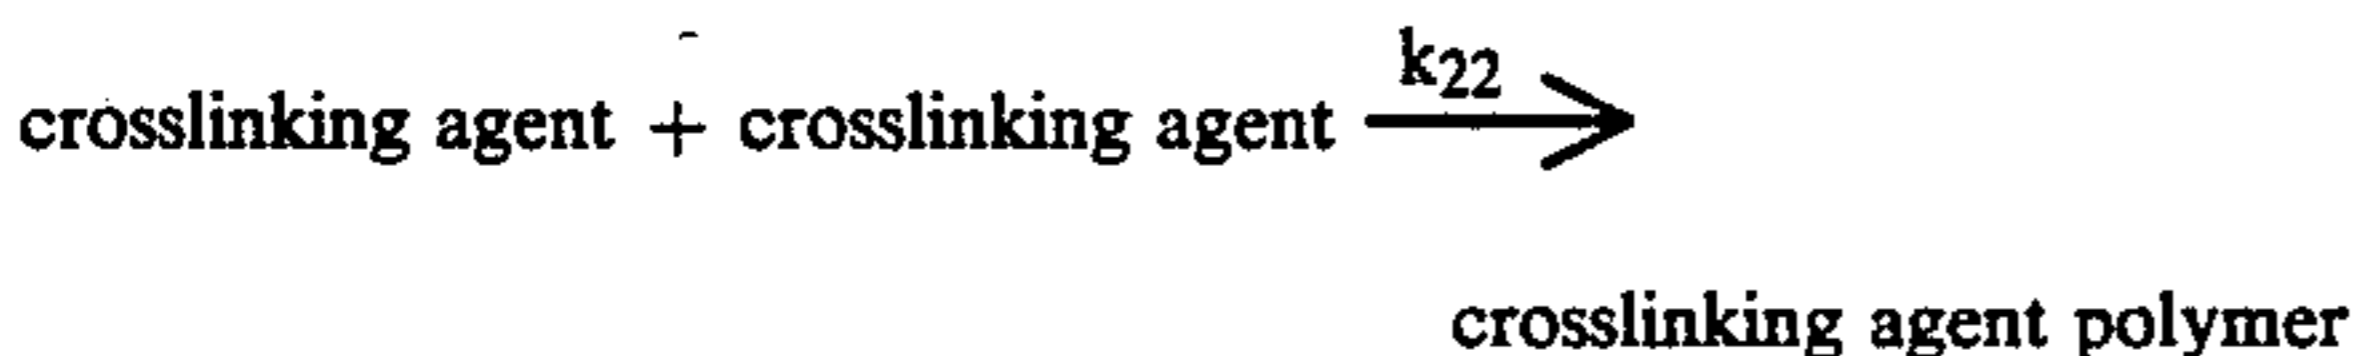 k22
crosslinking agent + crosslinking agent ⟶
crosslinking agent polymer